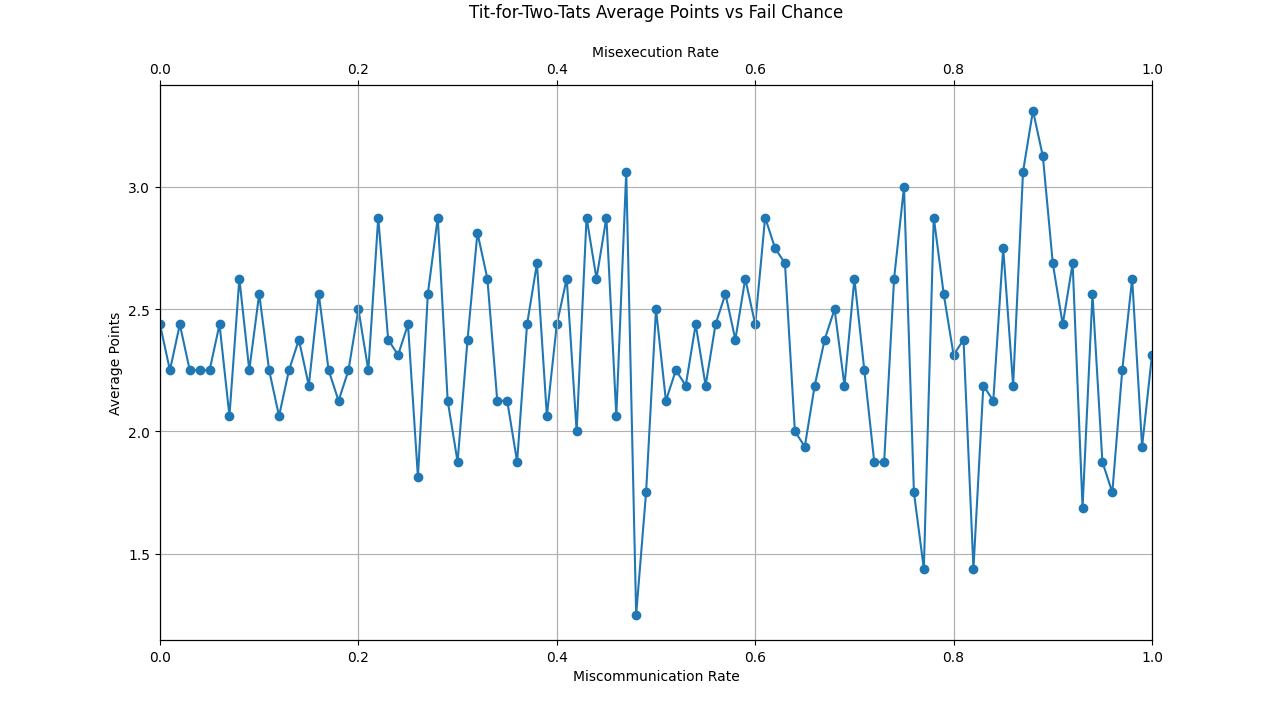 Tit-for-Two-Tats Average Points vs Fail Chance
Misexecution Rate
0.0 0.2 0.4 0.6 0.8 1.0
3.0
2.5
2.0
1.5
Average Points
0.0 0.2 0.4 0.6 0.8 1.0
Miscommunication Rate